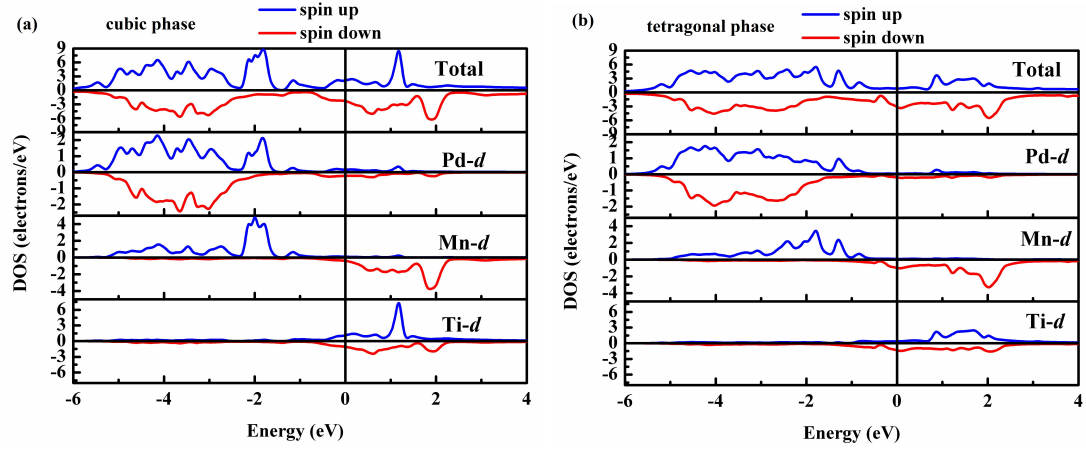 (a)
cubic phase
spin up
spin down
9
6
3
0
-3
-6
9
Total
2
1
0
-1
-2
Pd-d
4
2
0
-2
-4
Mn-d
6
3
0
-3
-6
Ti-d
-6 -4 -2 0 2 4
Energy (eV)
DOS (electrons/eV)
(b)
tetragonal phase
spin up
spin down
9
6
3
0
-3
-6
9
Total
2
1
0
-1
-2
Pd-d
4
2
0
-2
-4
Mn-d
6
3
0
-3
-6
Ti-d
-6 -4 -2 0 2 4
Energy (eV)
DOS (electrons/eV)